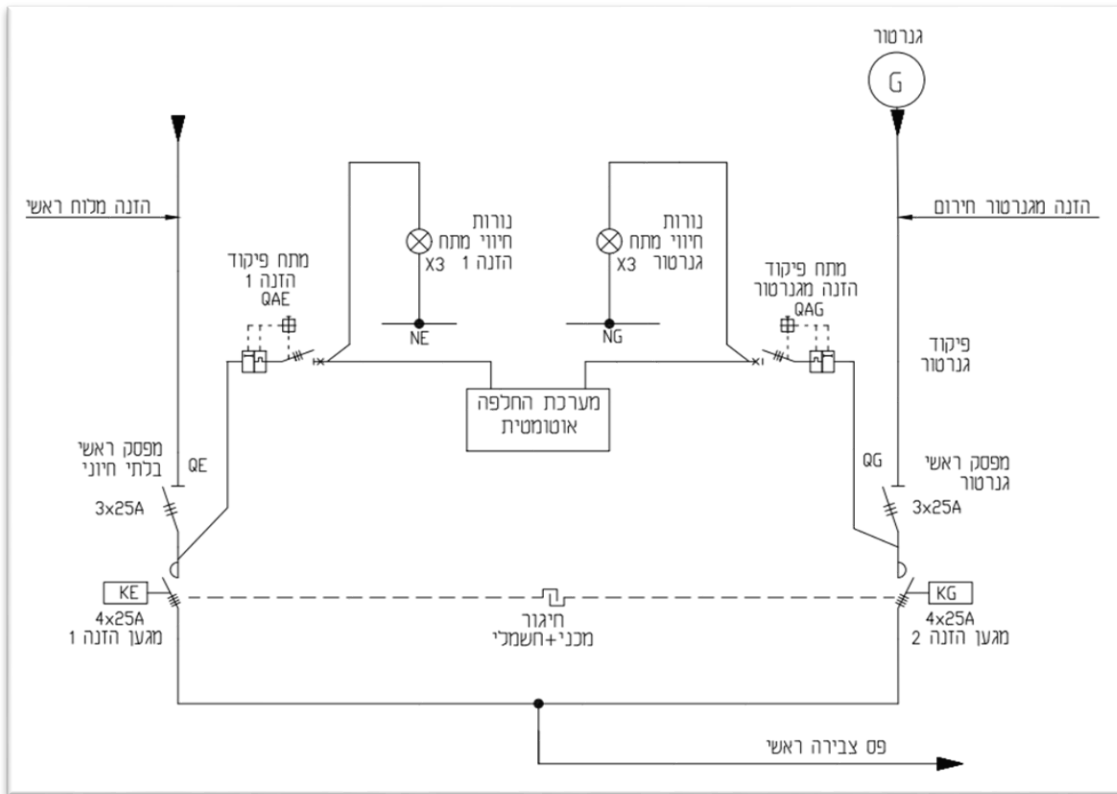 גנרטור
G
הזנה מלוח ראשי
הזנה מגנרטור חירום
נורות
חיווי מתח
הזנה 1
X3
נורות
חיווי מתח
גנרטור
X3
מתח פיקוד
הזנה 1
QAE
מתח פיקוד
הזנה מגנרטור
QAG
NE
NG
פיקוד
גנרטור
מערכת החלפה
אוטומטית
מפסק ראשי
בלתי חיוני
QE
3x25A
QG
מפסק ראשי
גנרטור
3x25A
KE
4x25A
מגען הזנה 1
חיגור
מכני+חשמלי
KG
4x25A
מגען הזנה 2
פס צבירה ראשי